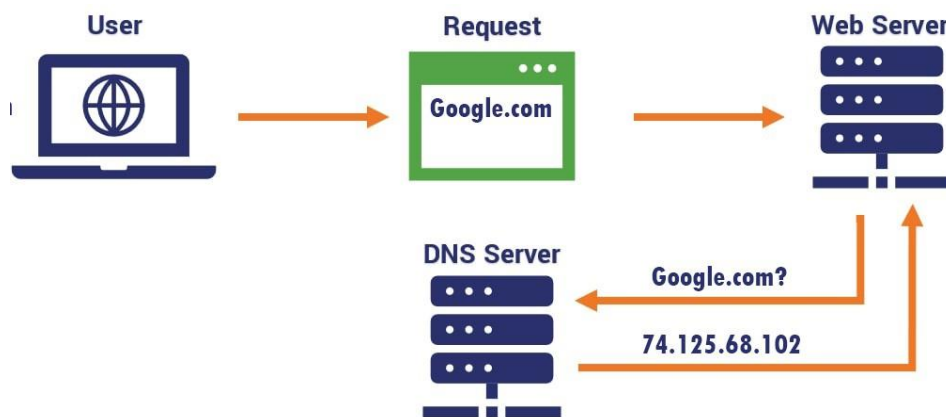 User
Request
Web Server
Google.com
DNS Server
Google.com?
74.125.68.102